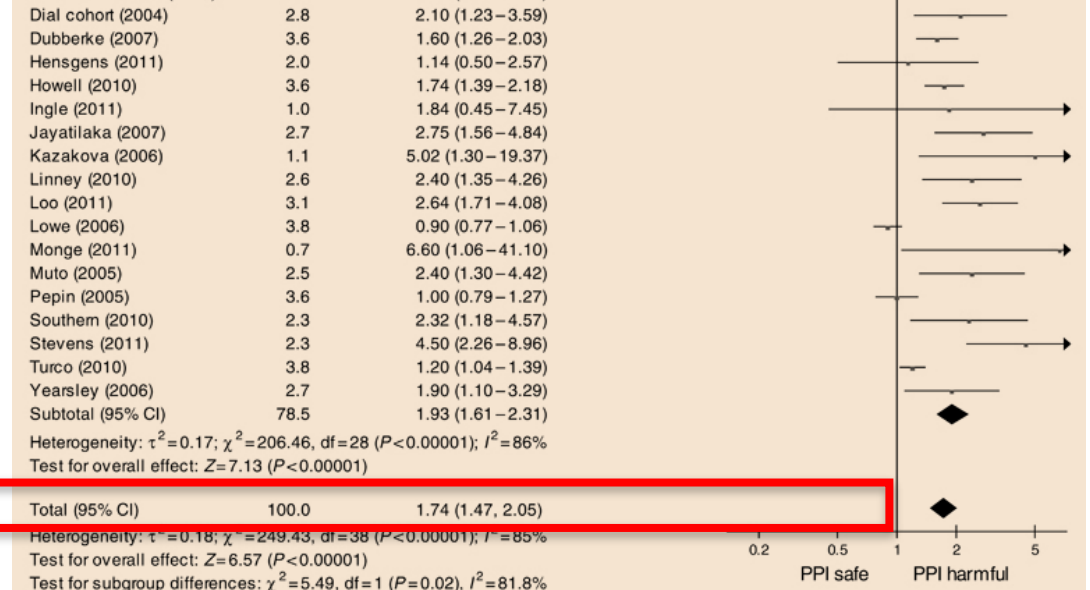 Dial cohort (2004) 2.8 2.10 (1.23–3.59)
Dubberke (2007) 3.6 1.60 (1.26–2.03)
Hensgens (2011) 2.0 1.14 (0.50–2.57)
Howell (2010) 3.6 1.74 (1.39–2.18)
Ingle (2011) 1.0 1.84 (0.45–7.45)
Jayatilaka (2007) 2.7 2.75 (1.56–4.84)
Kazakova (2006) 1.1 5.02 (1.30–19.37)
Linney (2010) 2.6 2.40 (1.35–4.26)
Loo (2011) 3.1 2.64 (1.71–4.08)
Lowe (2006) 3.8 0.90 (0.77–1.06)
Monge (2011) 0.7 6.60 (1.06–41.10)
Muto (2005) 2.5 2.40 (1.30–4.42)
Pepin (2005) 3.6 1.00 (0.79–1.27)
Southern (2010) 2.3 2.32 (1.18–4.57)
Stevens (2011) 2.3 4.50 (2.26–8.96)
Turco (2010) 3.8 1.20 (1.04–1.39)
Yearsley (2006) 2.7 1.90 (1.10–3.29)
Subtotal (95% CI) 78.5 1.93 (1.61–2.31)
Heterogeneity: τ²=0.17; χ²=206.46, df=28 (P<0.00001); I²=86%
Test for overall effect: Z=7.13 (P<0.00001)
Total (95% CI) 100.0 1.74 (1.47, 2.05)
Heterogeneity: τ²=0.18; χ²=249.43, df=38 (P<0.00001); I²=85%
Test for overall effect: Z=6.57 (P<0.00001)
Test for subgroup differences: χ²=5.49, df=1 (P=0.02), I²=81.8%
0.2 0.5 1 2 5
PPI safe PPI harmful